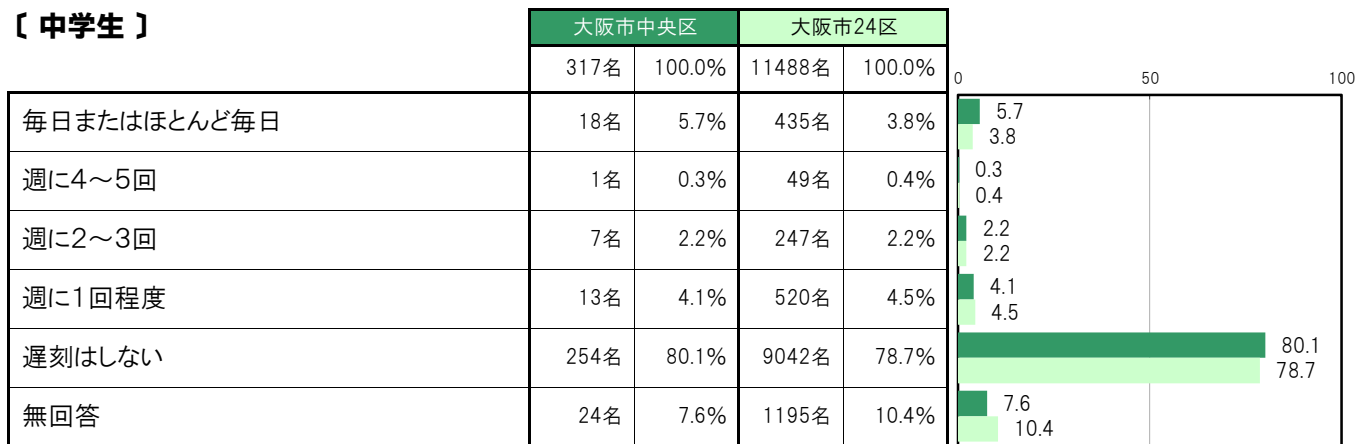 〔 中学生 〕
大阪市中央区 大阪市24区
317名 100.0% 11488名 100.0%
0 50 100
毎日またはほとんど毎日 18名 5.7% 435名 3.8% 5.7
3.8
週に4～5回 1名 0.3% 49名 0.4% 0.3
0.4
週に2～3回 7名 2.2% 247名 2.2% 2.2
2.2
週に1回程度 13名 4.1% 520名 4.5% 4.1
4.5
遅刻はしない 254名 80.1% 9042名 78.7% 80.1
78.7
無回答 24名 7.6% 1195名 10.4% 7.6
10.4